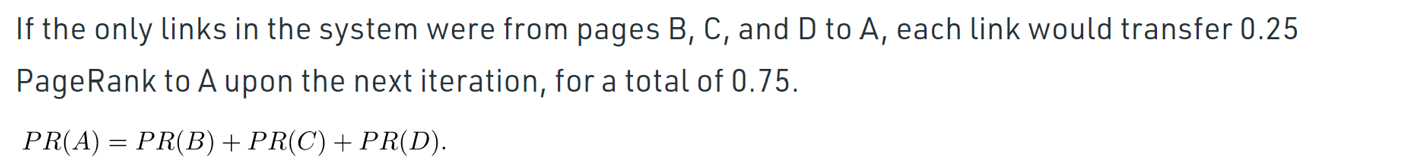 If the only links in the system were from pages B, C, and D to A, each link would transfer 0.25
PageRank to A upon the next iteration, for a total of 0.75.
PR(A) = PR(B) + PR(C) + PR(D).